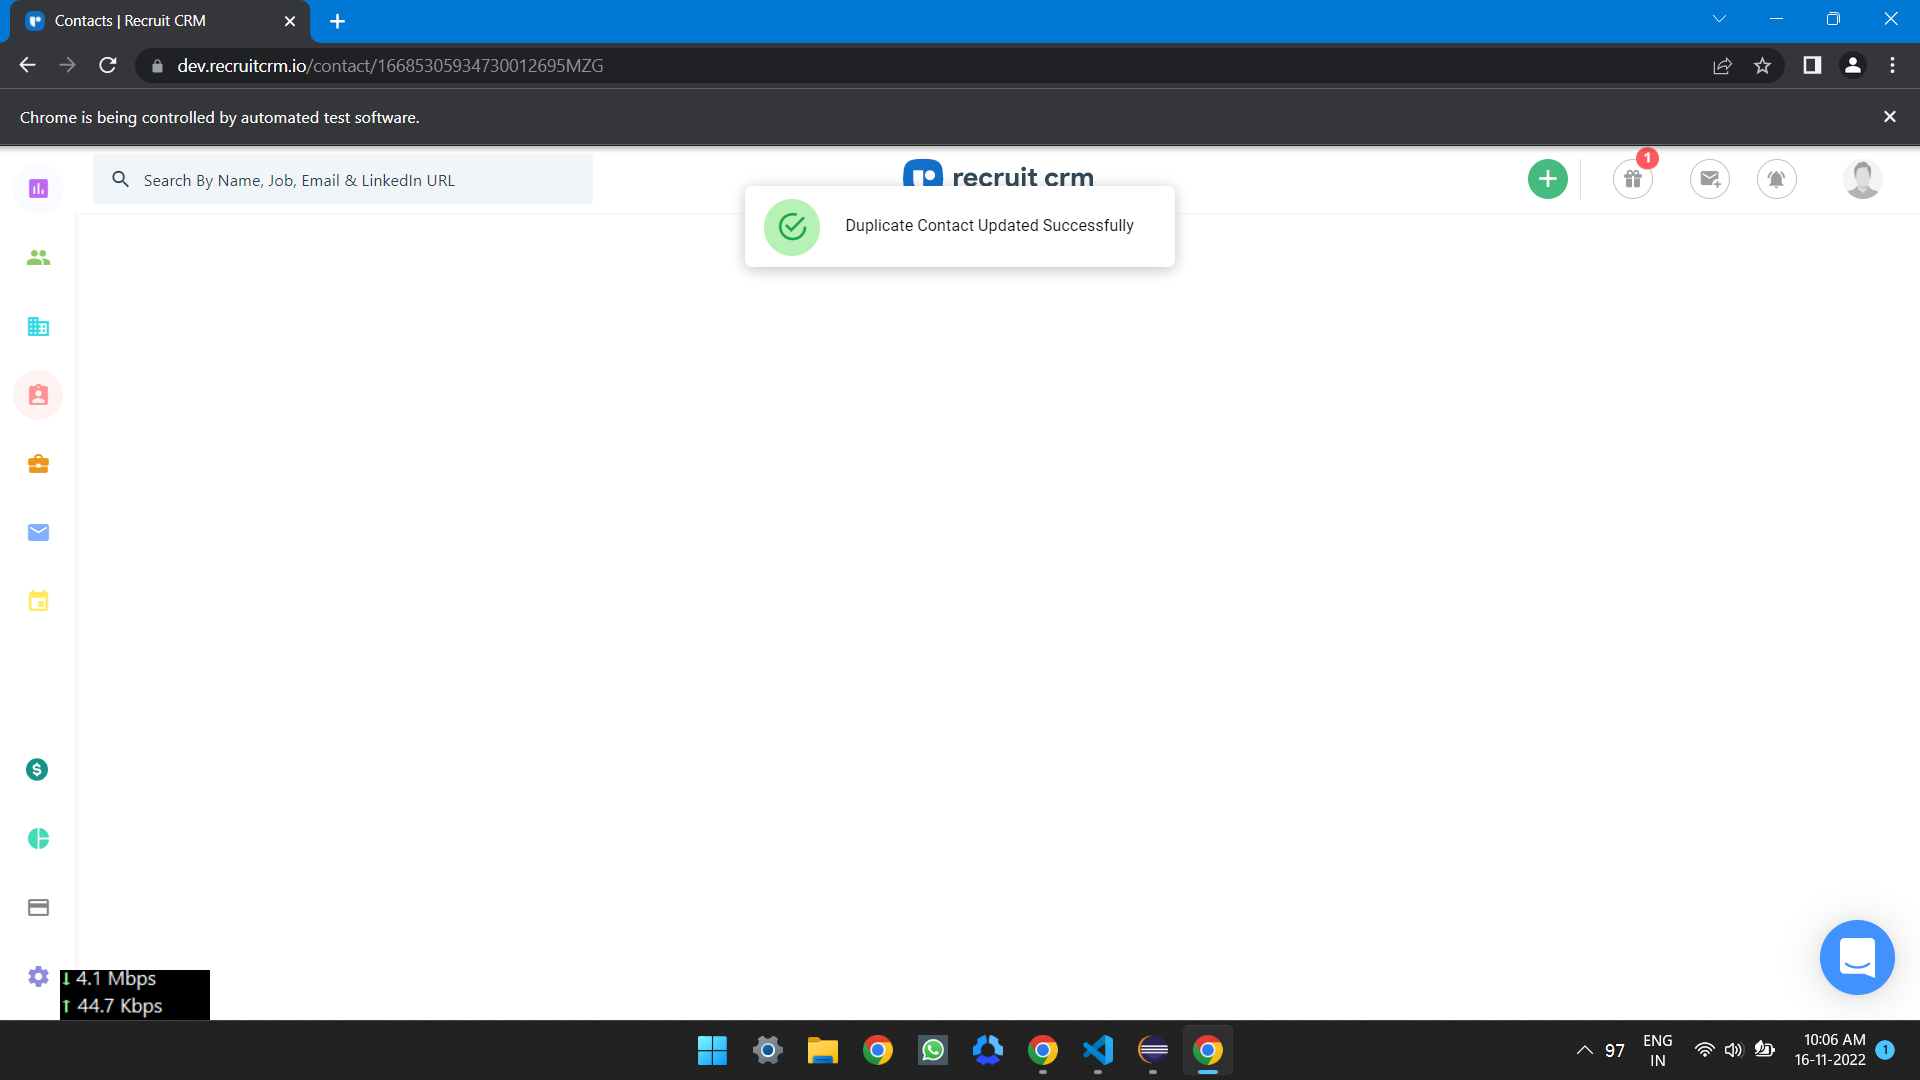 Contacts | Recruit CRM
dev.recruitcrm.io/contact/16685305934730012695MZG
Chrome is being controlled by automated test software.
Search By Name, Job, Email & LinkedIn URL
recruit crm
1
Duplicate Contact Updated Successfully
↓ 4.1 Mbps
↑ 44.7 Kbps
97
ENG
IN
10:06 AM
16-11-2022
1